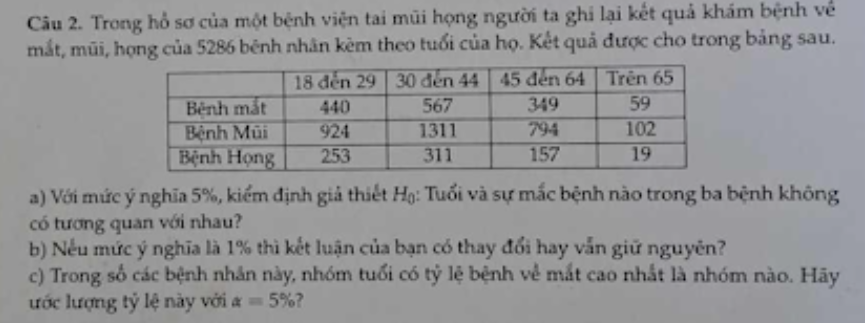 Câu 2. Trong hồ sơ của một bệnh viện tai mũi họng người ta ghi lại kết quả khám bệnh về
mắt, mũi, họng của 5286 bệnh nhân kèm theo tuổi của họ. Kết quả được cho trong bảng sau.
18 đến 29 30 đến 44 45 đến 64 Trên 65
Bệnh mắt 440 567 349 59
Bệnh Mũi 924 1311 794 102
Bệnh Họng 253 311 157 19
a) Với mức ý nghĩa 5%, kiểm định giả thiết H₀: Tuổi và sự mắc bệnh nào trong ba bệnh không
có tương quan với nhau?
b) Nếu mức ý nghĩa là 1% thì kết luận của bạn có thay đổi hay vẫn giữ nguyên?
c) Trong số các bệnh nhân này, nhóm tuổi có tỷ lệ bệnh về mắt cao nhất là nhóm nào. Hãy
ước lượng tỷ lệ này với α = 5%?